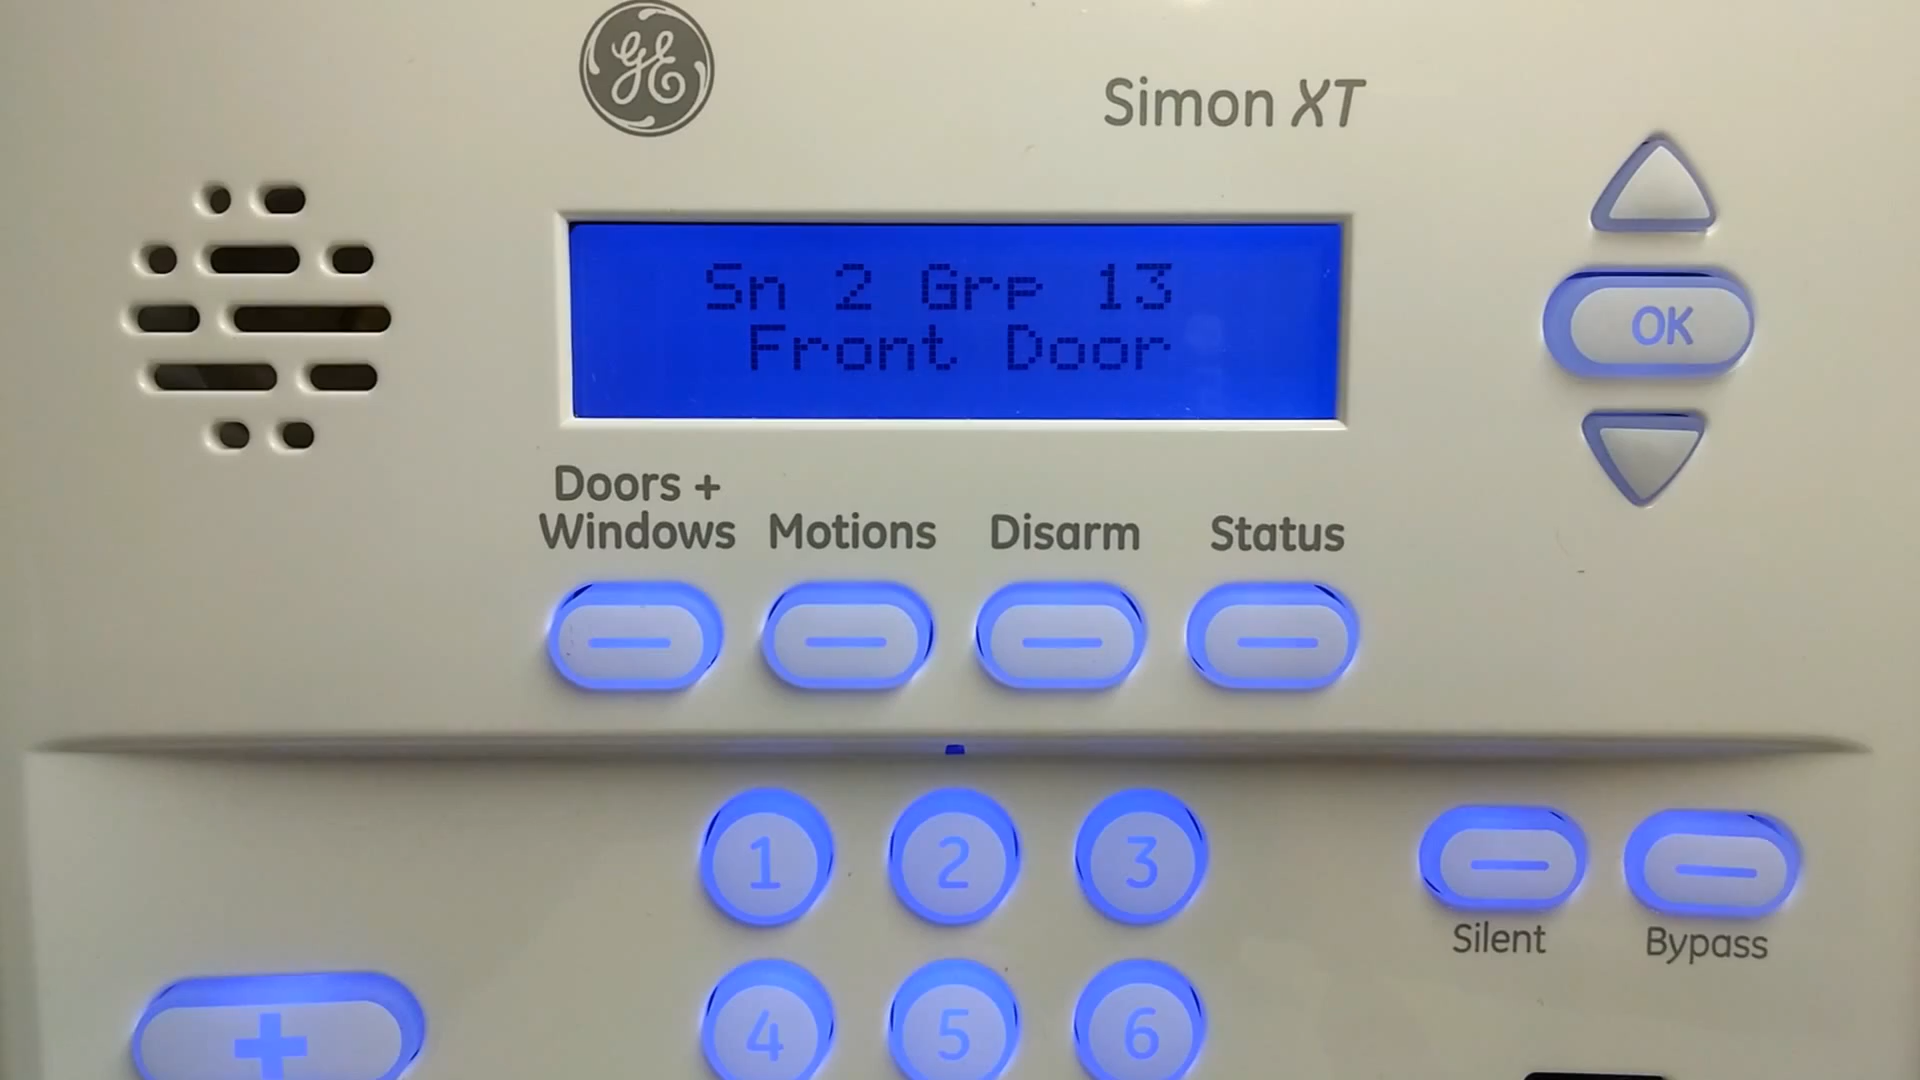 GE
Simon XT
Sn 2 Grp 13
Front Door
OK
Doors +
Windows
Motions
Disarm
Status
1
2
3
Silent
Bypass
4
5
6